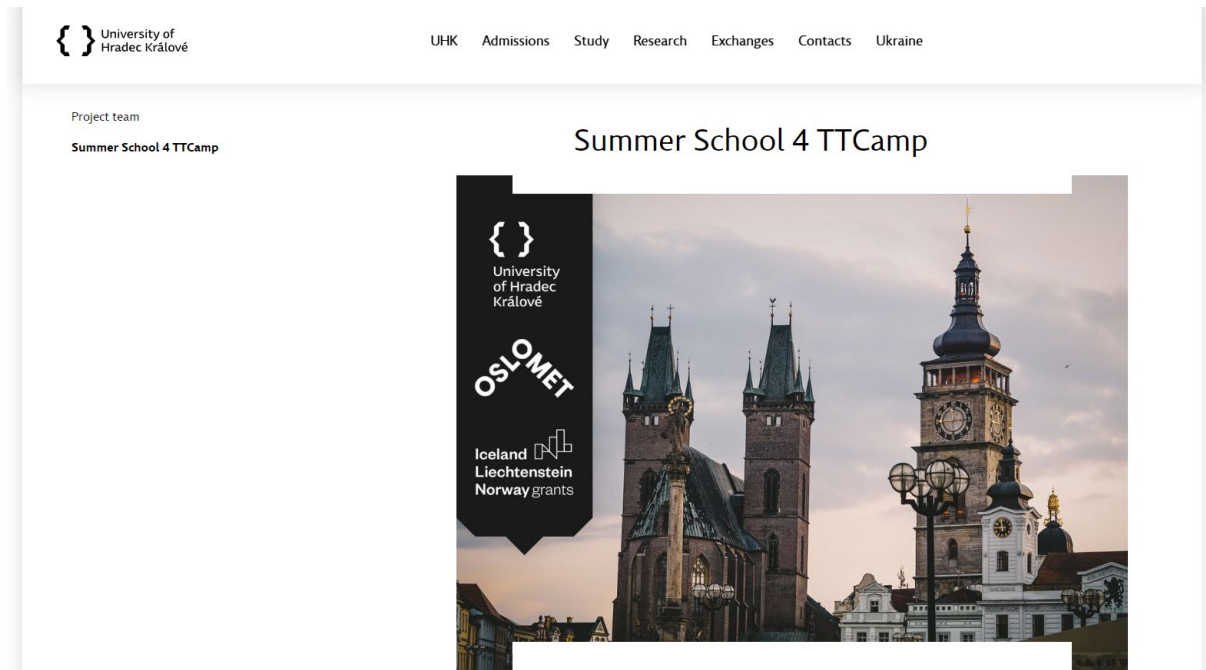 University of
Hradec Králové
UHK Admissions Study Research Exchanges Contacts Ukraine
Project team
Summer School 4 TTCamp
Summer School 4 TTCamp
University
of Hradec
Králové
OSLOMET
Iceland
Liechtenstein
Norway grants